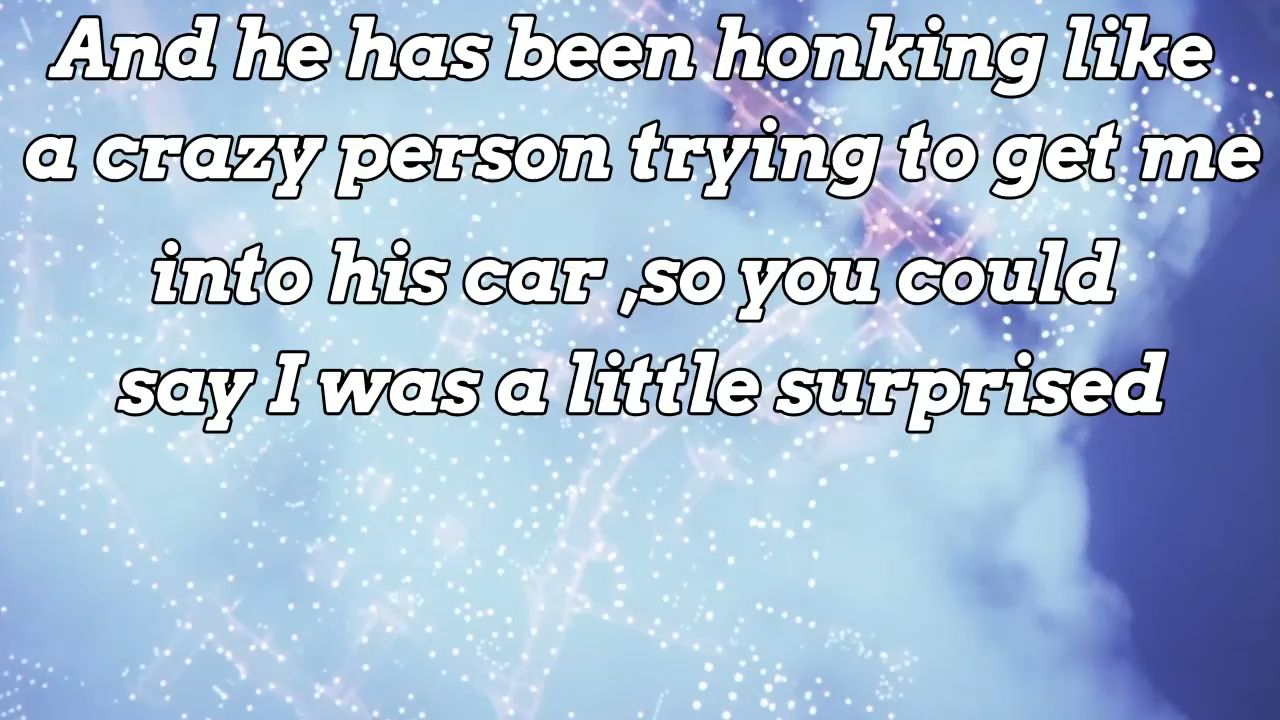 And he has been honking like
a crazy person trying to get me
into his car ,so you could
say I was a little surprised